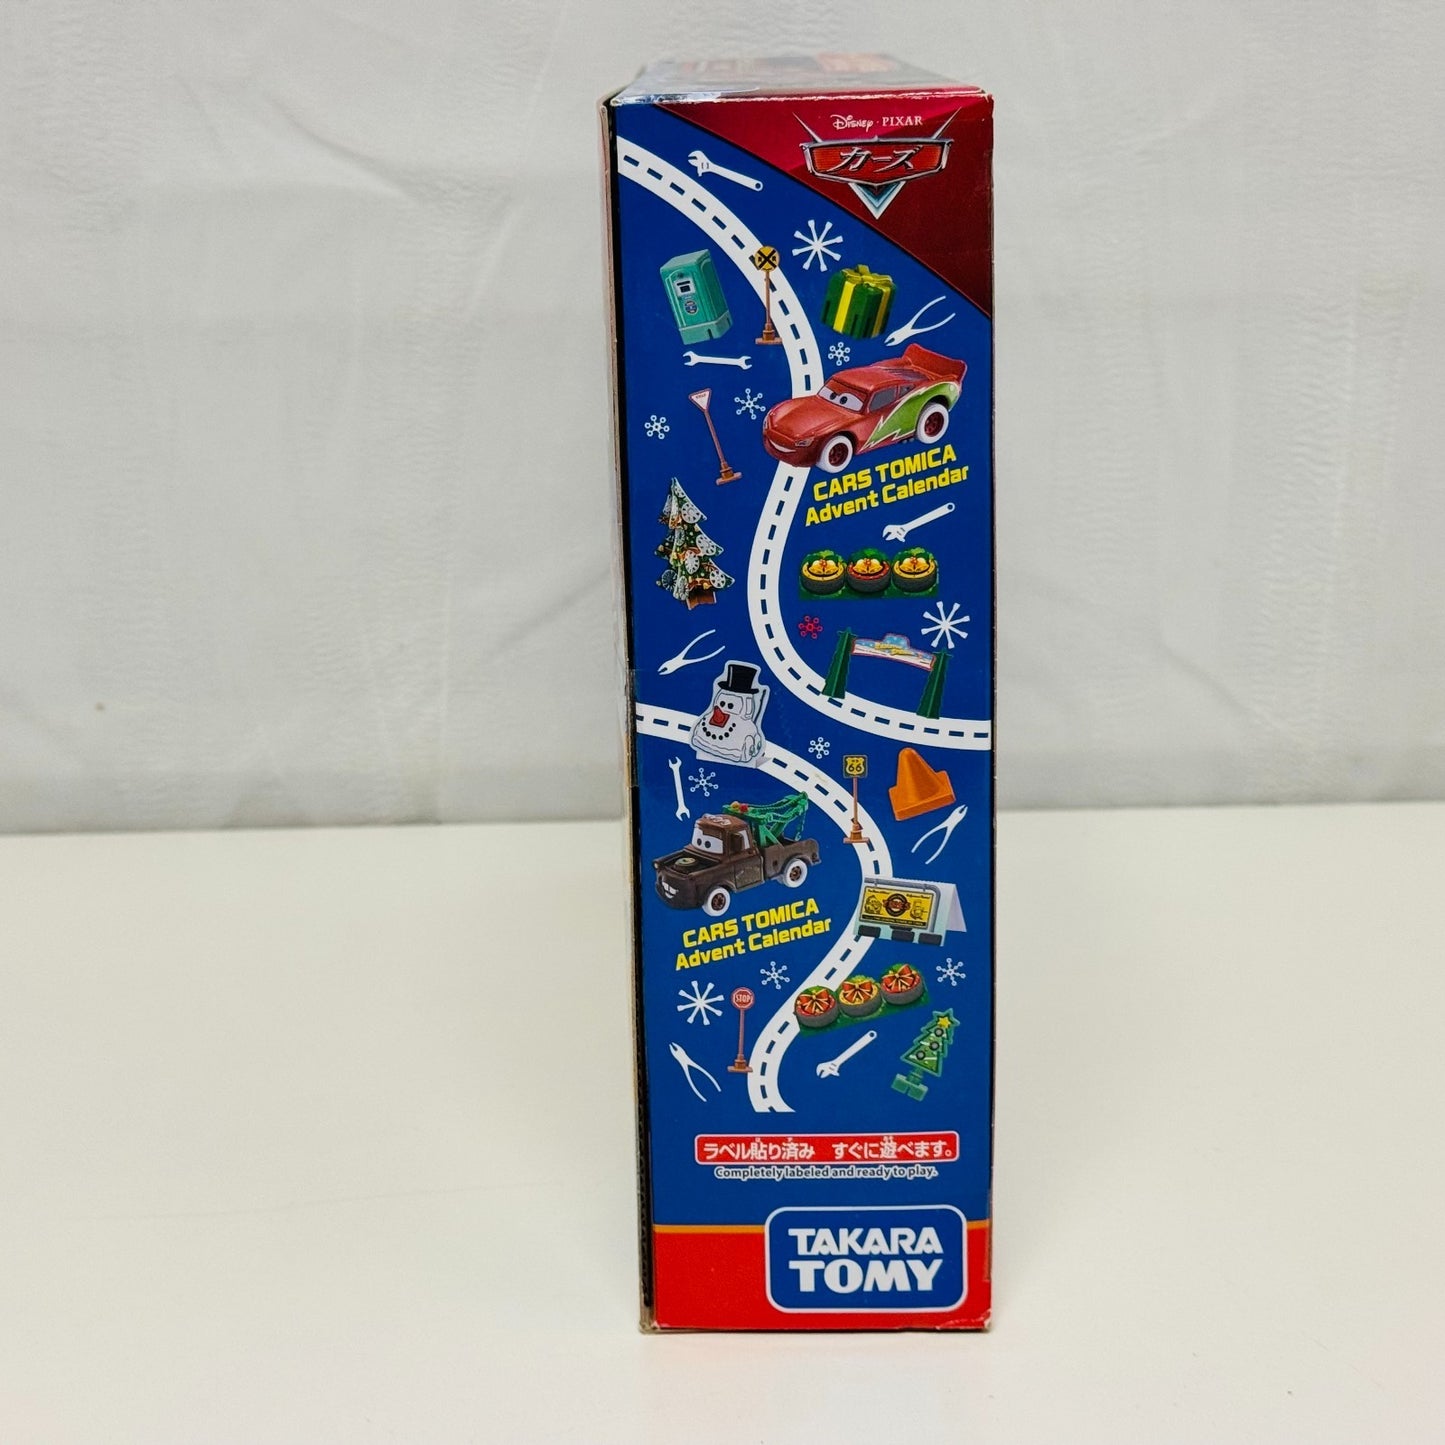 Disney · PIXAR
カーズ
CARS TOMICA
Advent Calendar
66
CARS TOMICA
Advent Calendar
STOP
ラベル貼り済み すぐに遊べます。
Completely labeled and ready to play.
TAKARA
TOMY